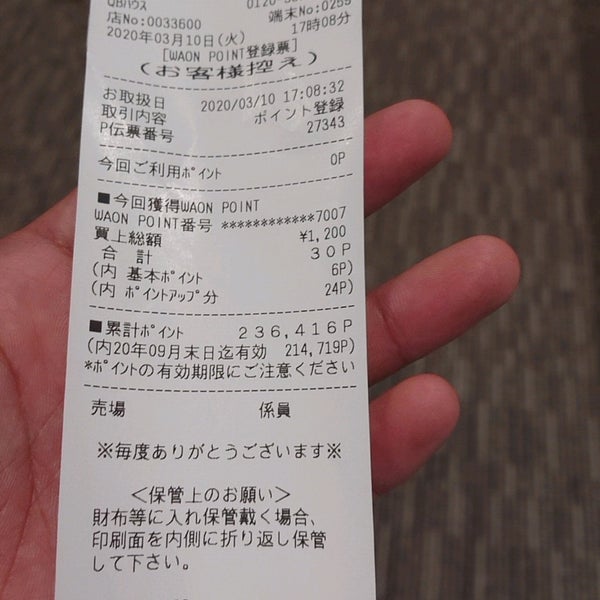 QBハウス
店No:0033600 端末No:0255
2020年03月10日(火) 17時08分
[WAON POINT登録票]
(お客様控え)
お取扱日 2020/03/10 17:08:32
取引内容 ポイント登録
P伝票番号 27343
今回ご利用ポイント 0P
■今回獲得WAON POINT
WAON POINT番号 ************7007
買上総額 ¥1,200
合 計 30P
(内 基本ポイント 6P)
(内 ポイントアップ分 24P)
■累計ポイント 236,416P
(内20年09月末日迄有効 214,719P)
*ポイントの有効期限にご注意ください
売場 係員
※毎度ありがとうございます※
<保管上のお願い>
財布等に入れ保管戴く場合、
印刷面を内側に折り返し保管
して下さい。